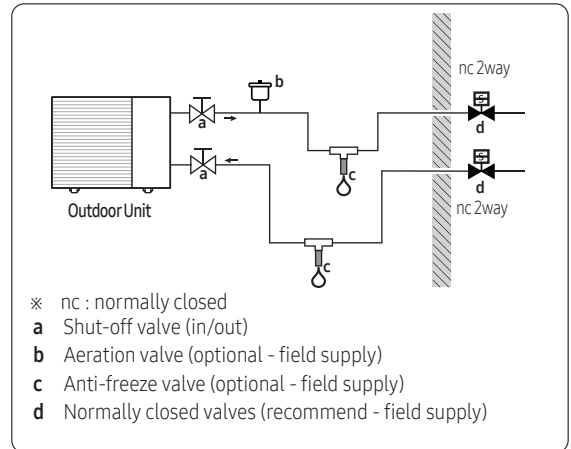 b
nc 2way
S
a
d
S
a
c
d
Outdoor Unit
nc 2way
c
※ nc : normally closed
a Shut-off valve (in/out)
b Aeration valve (optional - field supply)
c Anti-freeze valve (optional - field supply)
d Normally closed valves (recommend - field supply)